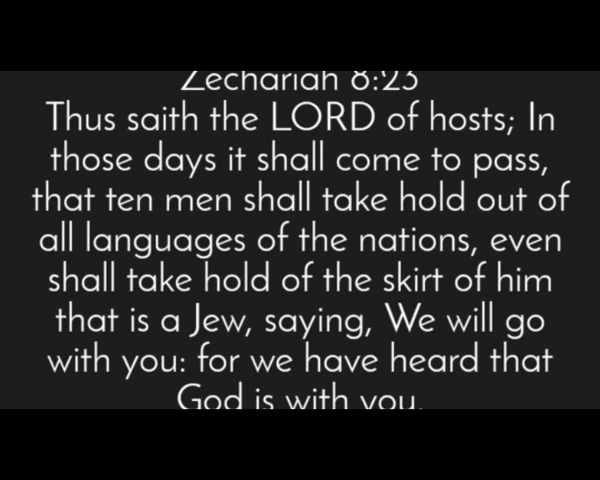 Zechariah 8:23
Thus saith the LORD of hosts; In
those days it shall come to pass,
that ten men shall take hold out of
all languages of the nations, even
shall take hold of the skirt of him
that is a Jew, saying, We will go
with you: for we have heard that
God is with you.